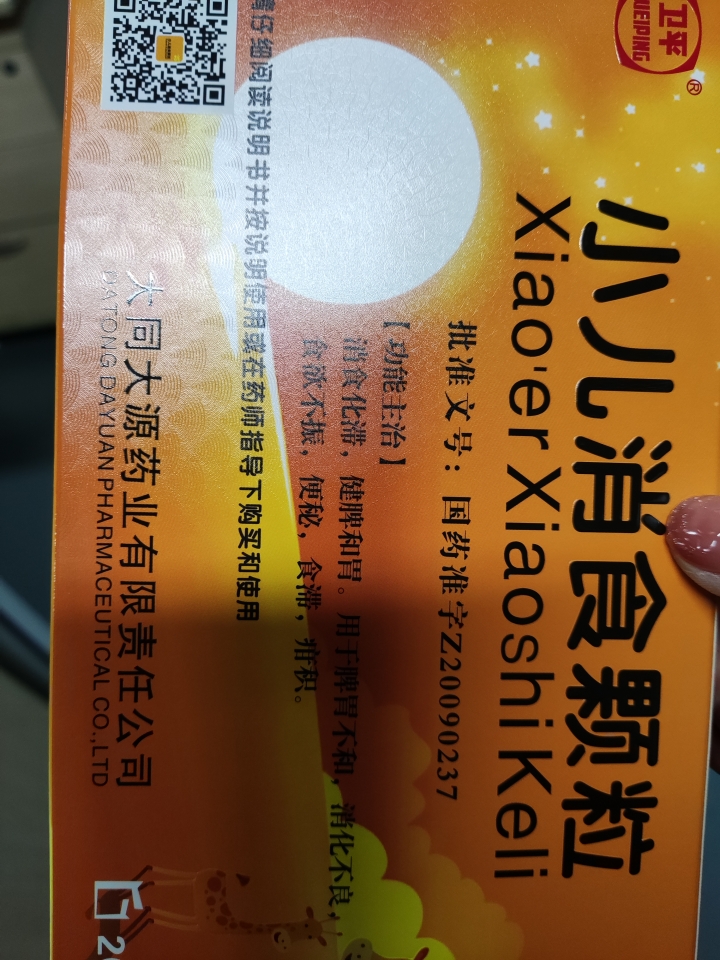 卫平
WEIPING
®
小儿消食颗粒
Xiao'er Xiaoshi Keli
批准文号：国药准字Z20090237
【功能主治】
消食化滞，健脾和胃。用于脾胃不和，消化不良，
食欲不振，便秘，食滞，疳积。
请仔细阅读说明书并按说明使用或在药师指导下购买和使用
大同大源药业有限责任公司
DATONG DAYUAN PHARMACEUTICAL CO.,LTD